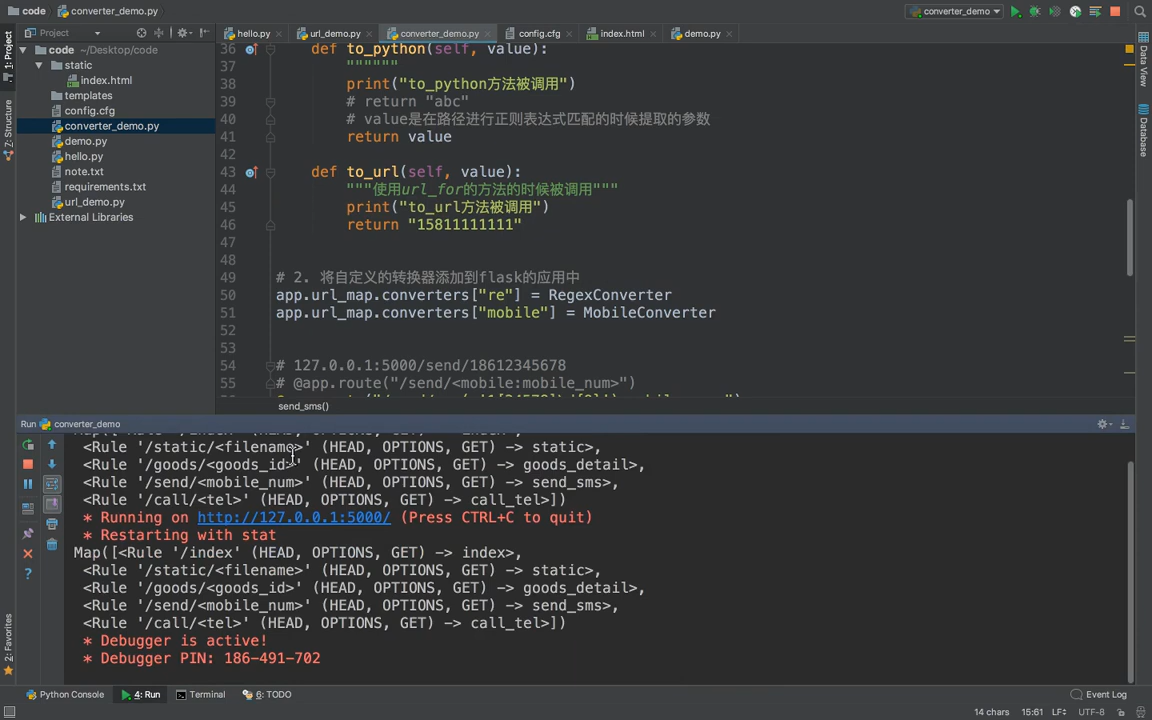 code
converter_demo.py
converter_demo
Project
hello.py
url_demo.py
converter_demo.py
config.cfg
index.html
demo.py
1: Project
Z: Structure
2: Favorites
Data View
Database
code ~/Desktop/code
static
index.html
templates
config.cfg
converter_demo.py
demo.py
hello.py
note.txt
requirements.txt
url_demo.py
External Libraries
36 def to_python(self, value):
37 """"""
38 print("to_python方法被调用")
39 # return "abc"
40 # value是在路径进行正则表达式匹配的时候提取的参数
41 return value
42
43 def to_url(self, value):
44 """使用url_for的方法的时候被调用"""
45 print("to_url方法被调用")
46 return "15811111111"
47
48
49 # 2. 将自定义的转换器添加到flask的应用中
50 app.url_map.converters["re"] = RegexConverter
51 app.url_map.converters["mobile"] = MobileConverter
52
53
54 # 127.0.0.1:5000/send/18612345678
55 # @app.route("/send/<mobile:mobile_num>")
send_sms()
Run converter_demo
<Rule '/static/<filename>' (HEAD, OPTIONS, GET) -> static>,
<Rule '/goods/<goods_id>' (HEAD, OPTIONS, GET) -> goods_detail>,
<Rule '/send/<mobile_num>' (HEAD, OPTIONS, GET) -> send_sms>,
<Rule '/call/<tel>' (HEAD, OPTIONS, GET) -> call_tel>])
* Running on http://127.0.0.1:5000/ (Press CTRL+C to quit)
* Restarting with stat
Map([<Rule '/index' (HEAD, OPTIONS, GET) -> index>,
<Rule '/static/<filename>' (HEAD, OPTIONS, GET) -> static>,
<Rule '/goods/<goods_id>' (HEAD, OPTIONS, GET) -> goods_detail>,
<Rule '/send/<mobile_num>' (HEAD, OPTIONS, GET) -> send_sms>,
<Rule '/call/<tel>' (HEAD, OPTIONS, GET) -> call_tel>])
* Debugger is active!
* Debugger PIN: 186-491-702
Python Console
4: Run
Terminal
6: TODO
Event Log
14 chars 15:61 LF÷ UTF-8